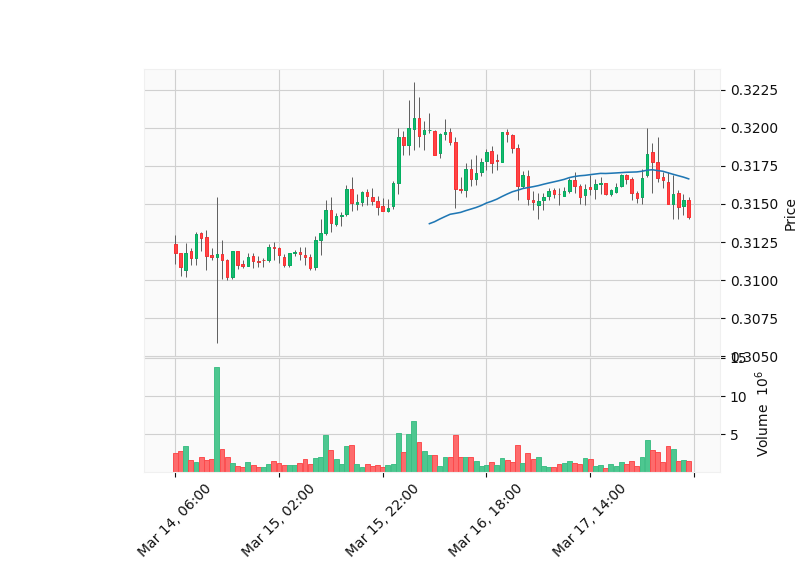 0.3225
0.3200
0.3175
0.3150
0.3125
0.3100
0.3075
0.3050
Price
15
10
5
Volume 10^6
Mar 14, 06:00
Mar 15, 02:00
Mar 15, 22:00
Mar 16, 18:00
Mar 17, 14:00